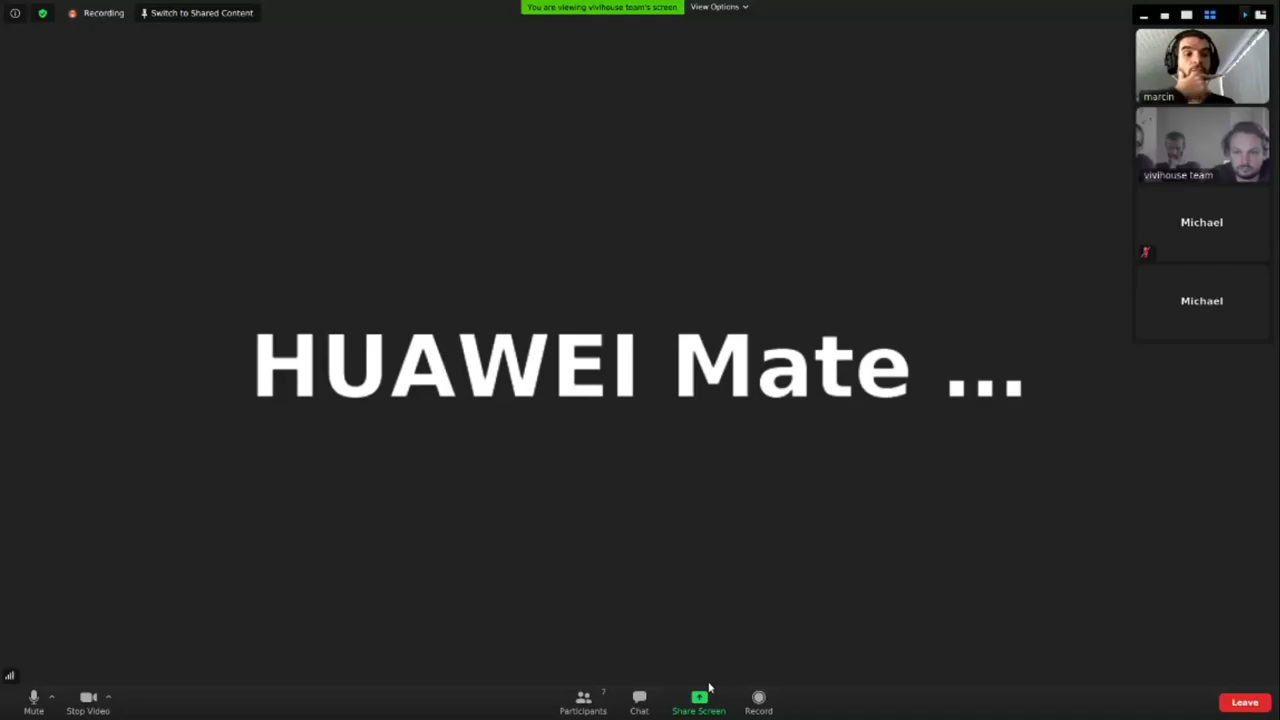 Recording
Switch to Shared Content
You are viewing vivihouse team's screen
View Options
marcin
vivihouse team
Michael
Michael
HUAWEI Mate ...
Mute
Stop Video
Participants
7
Chat
Share Screen
Record
Leave